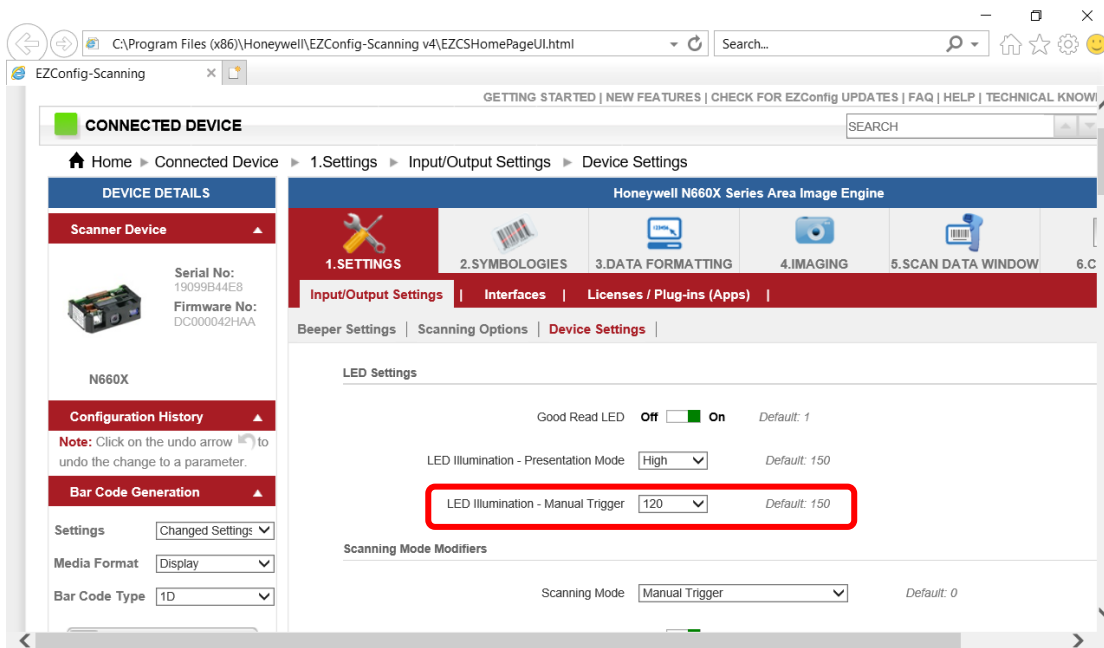 C:\Program Files (x86)\Honeywell\EZConfig-Scanning v4\EZCSHomePageUI.html
Search...
EZConfig-Scanning
GETTING STARTED | NEW FEATURES | CHECK FOR EZConfig UPDATES | FAQ | HELP | TECHNICAL KNOWL
CONNECTED DEVICE
SEARCH
Home Connected Device 1.Settings Input/Output Settings Device Settings
DEVICE DETAILS
Honeywell N660X Series Area Image Engine
Scanner Device
Serial No:
19099B44E8
Firmware No:
DC000042HAA
N660X
1.SETTINGS 2.SYMBOLOGIES 3.DATA FORMATTING 4.IMAGING 5.SCAN DATA WINDOW 6.C
Input/Output Settings | Interfaces | Licenses / Plug-ins (Apps) |
Beeper Settings | Scanning Options | Device Settings |
Configuration History
Note: Click on the undo arrow to
undo the change to a parameter.
Bar Code Generation
Settings Changed Settings
Media Format Display
Bar Code Type 1D
LED Settings
Good Read LED Off On Default: 1
LED Illumination - Presentation Mode High Default: 150
LED Illumination - Manual Trigger 120 Default: 150
Scanning Mode Modifiers
Scanning Mode Manual Trigger Default: 0